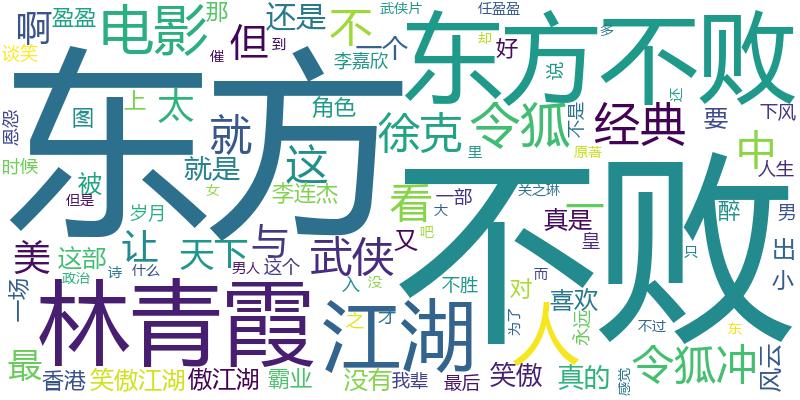 啊
盈盈
电影
那
还是
不
武侠片
一个
任盈盈
却
好
东方不败
多
谈笑
但
催
到
李嘉欣
说
还
东方
上
太
图
恩怨
就
角色
徐克
令狐
不是
经典
要
下风
时候
被
就是
这
李连杰
里
原著
中
人生
但是
岁月
女
看
一部
大
关之琳
一
真是
皇
醉
男
美
这部
让
天下
与
武侠
又
吧
不败
只
出
小
政治
诗
什么
男人
这个
入
没
不胜
而
对
喜欢
一场
林青霞
江湖
之
才
为了
人
永远
不过
东
最
香港
笑傲江湖
傲江湖
霸业
没有
我辈
最后
笑傲
真的
感觉
令狐冲
风云